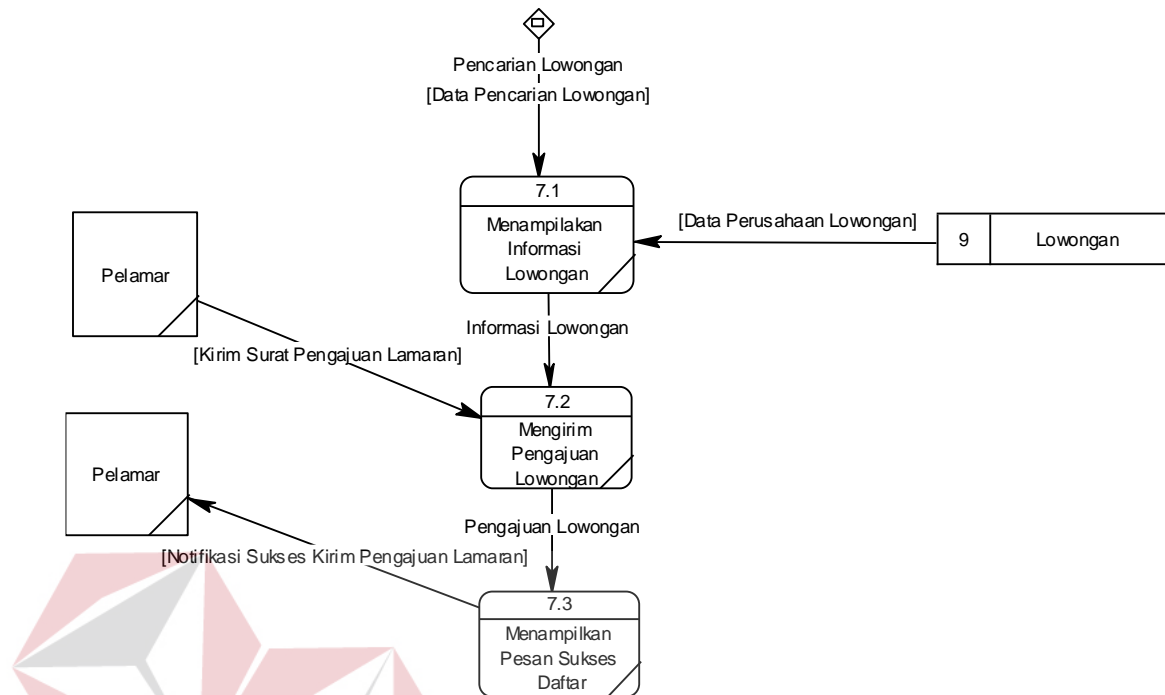 Pencarian Lowongan
[Data Pencarian Lowongan]
7.1
Menampilakan
Informasi
Lowongan
[Data Perusahaan Lowongan]
9
Lowongan
Pelamar
Informasi Lowongan
[Kirim Surat Pengajuan Lamaran]
7.2
Mengirim
Pengajuan
Lowongan
Pelamar
Pengajuan Lowongan
[Notifikasi Sukses Kirim Pengajuan Lamaran]
7.3
Menampilkan
Pesan Sukses
Daftar